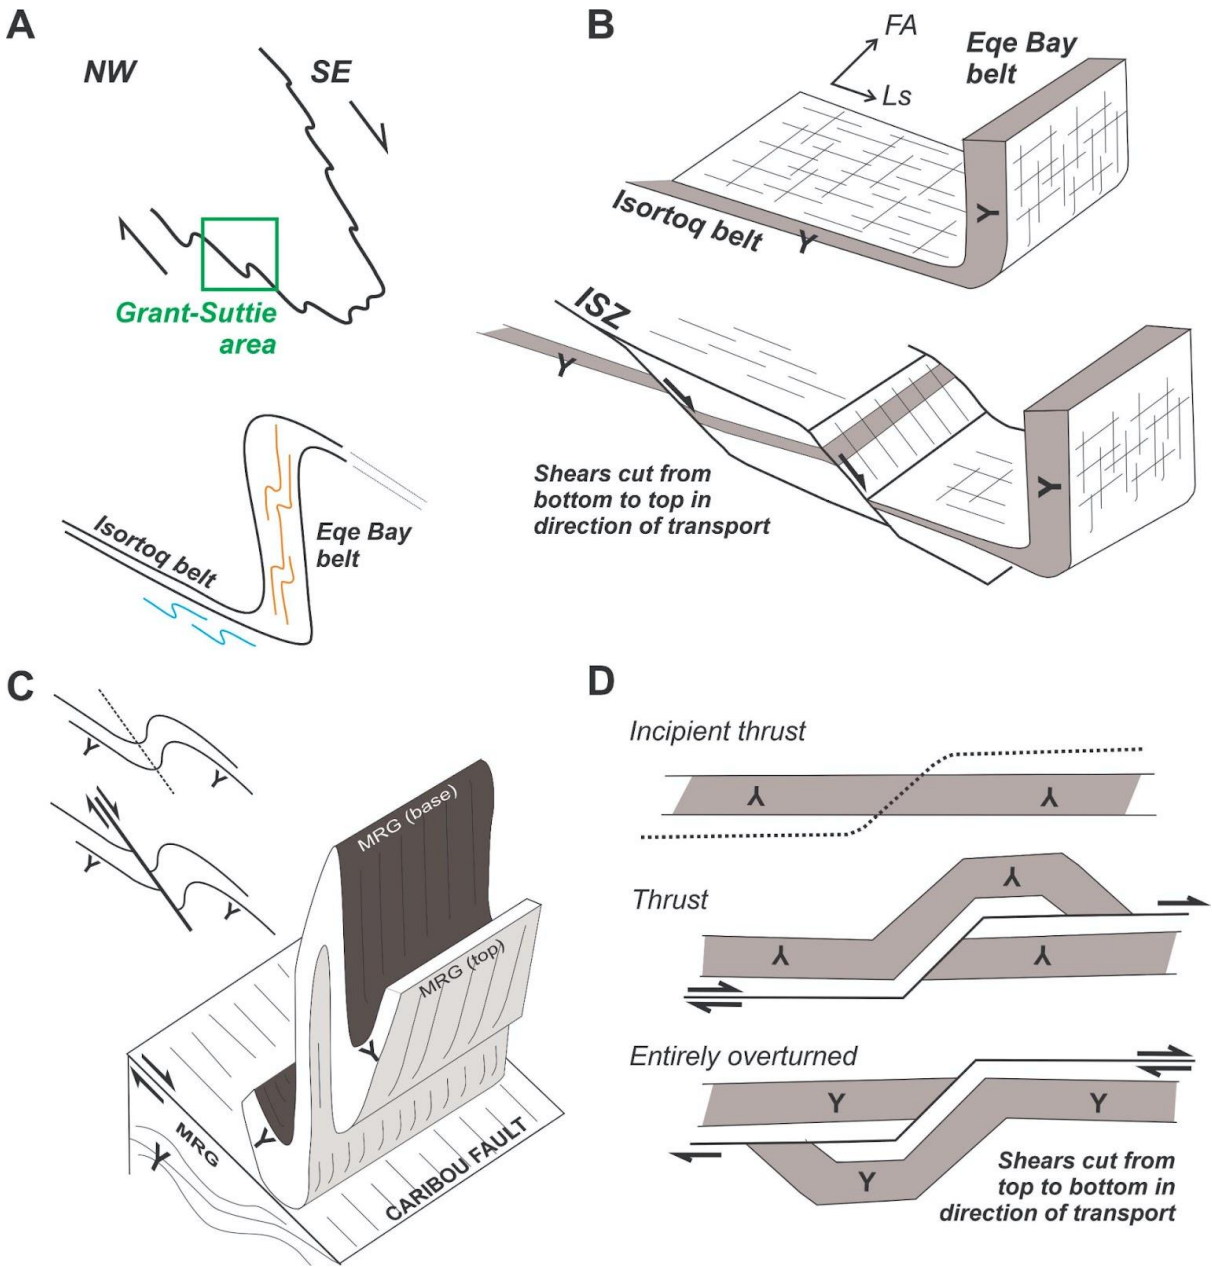 A
NW
SE
Grant-Suttie
area
Isortoq belt
Eqe Bay
belt
B
FA
Ls
Eqe Bay
belt
Isortoq belt
Y
Y
ISZ
Y
Y
Shears cut from
bottom to top in
direction of transport
C
Y
Y
Y
Y
MRG (base)
MRG (top)
Y
Y
MRG
Y
CARIBOU FAULT
D
Incipient thrust
Y
Y
Thrust
Y
Y
Y
Entirely overturned
Y
Y
Y
Shears cut from
top to bottom in
direction of transport